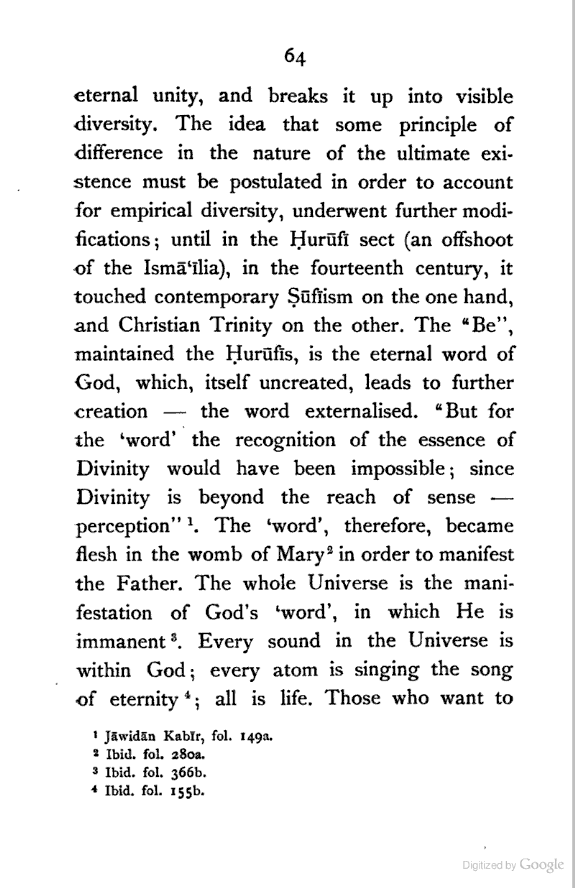 64
eternal unity, and breaks it up into visible
diversity. The idea that some principle of
difference in the nature of the ultimate exi-
stence must be postulated in order to account
for empirical diversity, underwent further modi-
fications; until in the Ḥurūfī sect (an offshoot
of the Ismā‘īlia), in the fourteenth century, it
touched contemporary Ṣūfīism on the one hand,
and Christian Trinity on the other. The “Be”,
maintained the Ḥurūfīs, is the eternal word of
God, which, itself uncreated, leads to further
creation — the word externalised. “But for
the ‘word’ the recognition of the essence of
Divinity would have been impossible; since
Divinity is beyond the reach of sense —
perception” ¹. The ‘word’, therefore, became
flesh in the womb of Mary ² in order to manifest
the Father. The whole Universe is the mani-
festation of God’s ‘word’, in which He is
immanent ³. Every sound in the Universe is
within God; every atom is singing the song
of eternity ⁴; all is life. Those who want to
¹ Jāwidān Kabīr, fol. 149a.
² Ibid. fol. 280a.
³ Ibid. fol. 366b.
⁴ Ibid. fol. 155b.
Digitized by Google